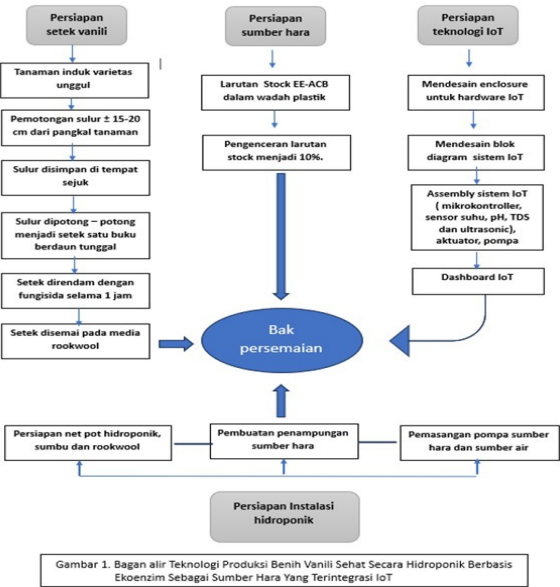 Persiapan
setek vanili
Tanaman induk varietas
unggul
Pemotongan sulur ± 15-20
cm dari pangkal tanaman
Sulur disimpan di tempat
sejuk
Sulur dipotong – potong
menjadi setek satu buku
berdaun tunggal
Setek direndam dengan
fungisida selama 1 jam
Setek disemai pada media
rookwool
Persiapan
sumber hara
Larutan Stock EE-ACB
dalam wadah plastik
Pengenceran larutan
stock menjadi 10%.
Persiapan
teknologi IoT
Mendesain enclosure
untuk hardware IoT
Mendesain blok
diagram sistem IoT
Assembly sistem IoT
( mikrokontroller,
sensor suhu, pH, TDS
dan ultrasonic),
aktuator, pompa
Dashboard IoT
Bak
persemaian
Persiapan net pot hidroponik,
sumbu dan rookwool
Pembuatan penampungan
sumber hara
Pemasangan pompa sumber
hara dan sumber air
Persiapan Instalasi
hidroponik
Gambar 1. Bagan alir Teknologi Produksi Benih Vanili Sehat Secara Hidroponik Berbasis
Ekoenzim Sebagai Sumber Hara Yang Terintegrasi IoT